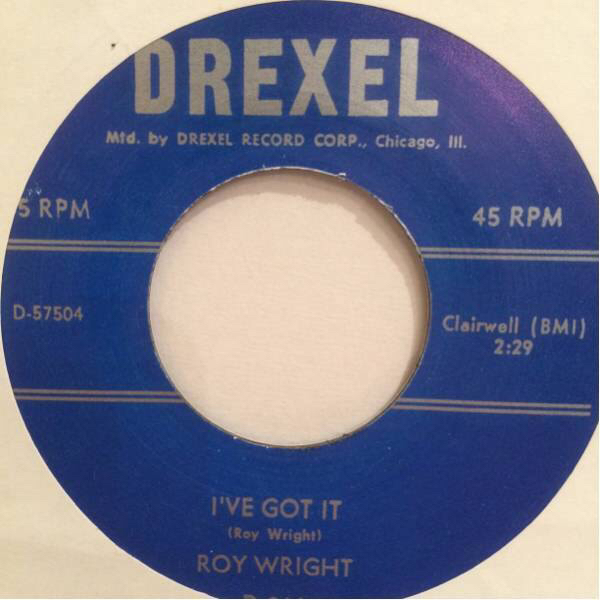 DREXEL
Mfd. by DREXEL RECORD CORP., Chicago, Ill.
5 RPM
45 RPM
D-57504
Clairwell (BMI)
2:29
I'VE GOT IT
(Roy Wright)
ROY WRIGHT